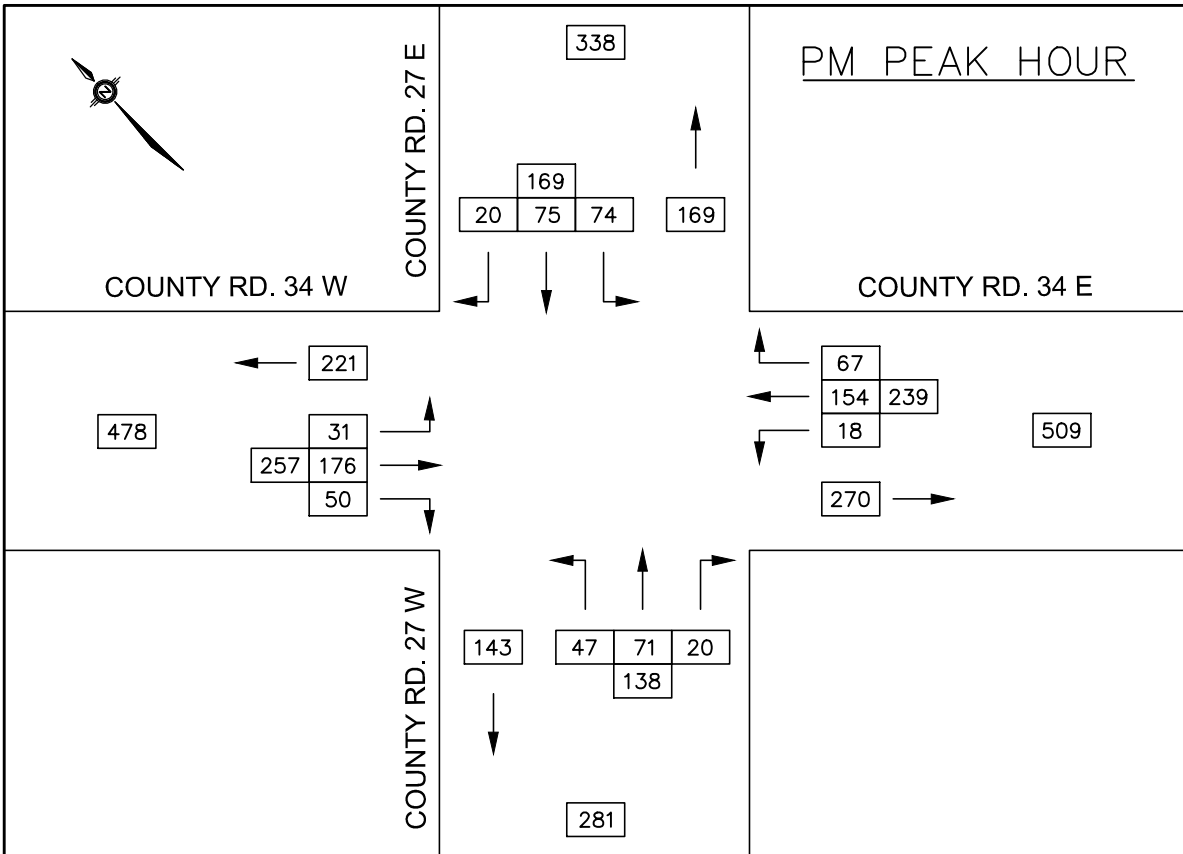 338
PM PEAK HOUR
COUNTY RD. 27 E
N
169
20 75 74
169
COUNTY RD. 34 W
COUNTY RD. 34 E
221
67
154 239
18
478
31
257 176
50
509
270
COUNTY RD. 27 W
143
47 71 20
138
281